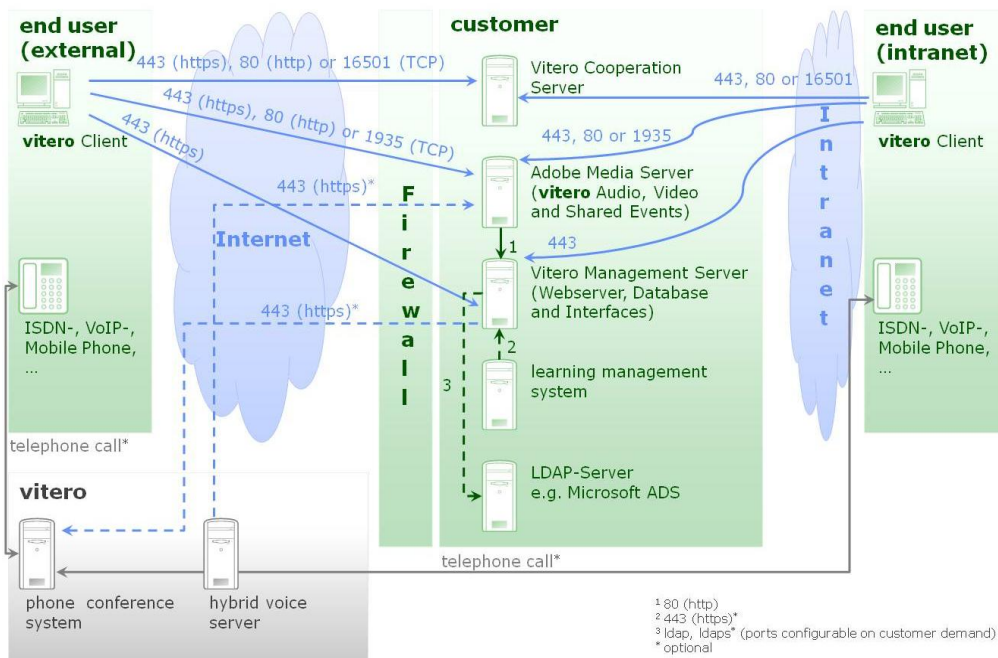 end user
(external)
vitero Client
ISDN-, VoIP-,
Mobile Phone,
...
telephone call*
443 (https), 80 (http) or 16501 (TCP)
443 (https), 80 (http) or 1935 (TCP)
443 (https)
443 (https)*
Internet
443 (https)*
Firewall
customer
Vitero Cooperation
Server
443, 80 or 16501
443, 80 or 1935
Adobe Media Server
(vitero Audio, Video
and Shared Events)
1
443
Vitero Management Server
(Webserver, Database
and Interfaces)
2
3
learning management
system
LDAP-Server
e.g. Microsoft ADS
Intranet
end user
(intranet)
vitero Client
ISDN-, VoIP-,
Mobile Phone,
...
vitero
phone conference
system
hybrid voice
server
telephone call*
1 80 (http)
2 443 (https)*
3 ldap, ldaps* (ports configurable on customer demand)
* optional